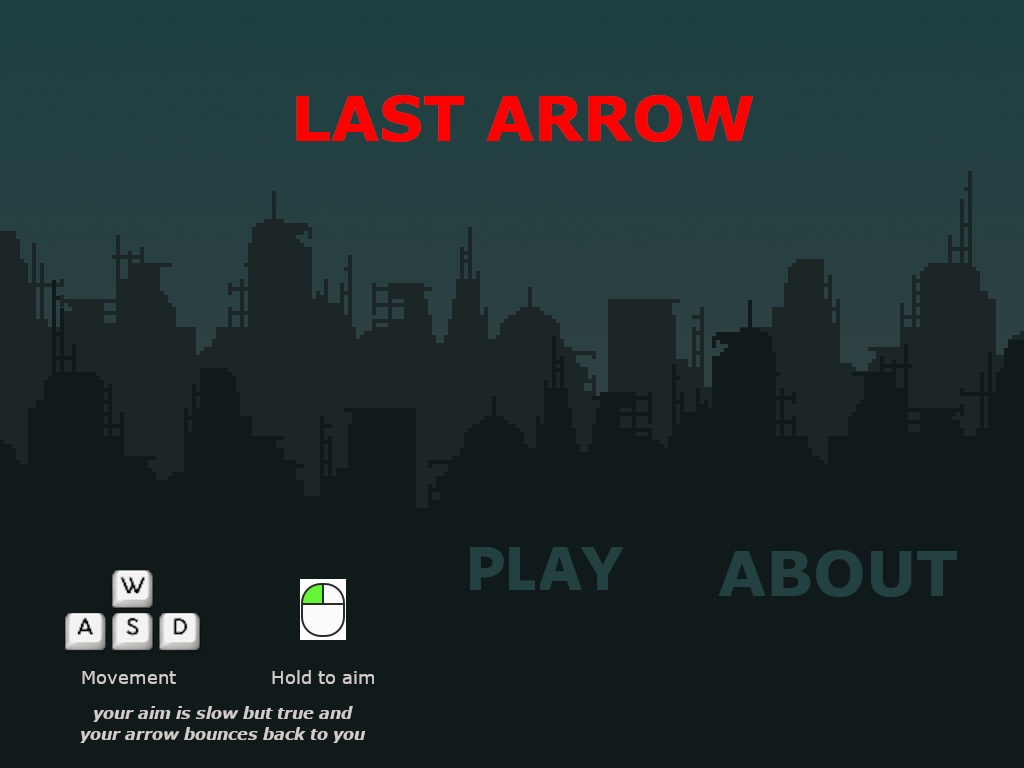 LAST ARROW
PLAY
ABOUT
W
A S D
Movement
Hold to aim
your aim is slow but true and
your arrow bounces back to you